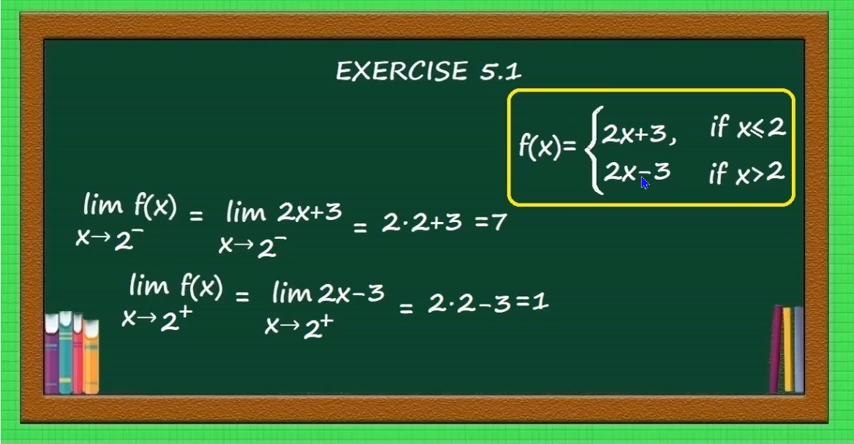 EXERCISE 5.1
f(x)= { 2x+3, if x⩽2
2x−3 if x>2
lim f(x) = lim 2x+3 = 2·2+3 =7
x→2⁻ x→2⁻
lim f(x) = lim 2x−3 = 2·2−3=1
x→2⁺ x→2⁺